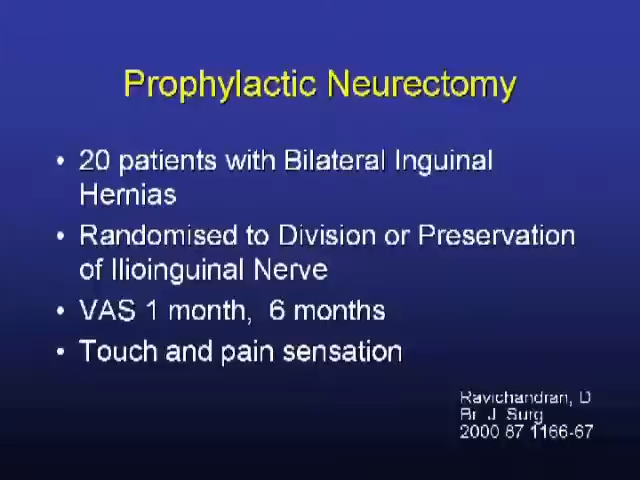 Prophylactic Neurectomy
• 20 patients with Bilateral Inguinal
Hernias
• Randomised to Division or Preservation
of Ilioinguinal Nerve
• VAS 1 month, 6 months
• Touch and pain sensation
Ravichandran, D
Br J Surg
2000 87 1166-67